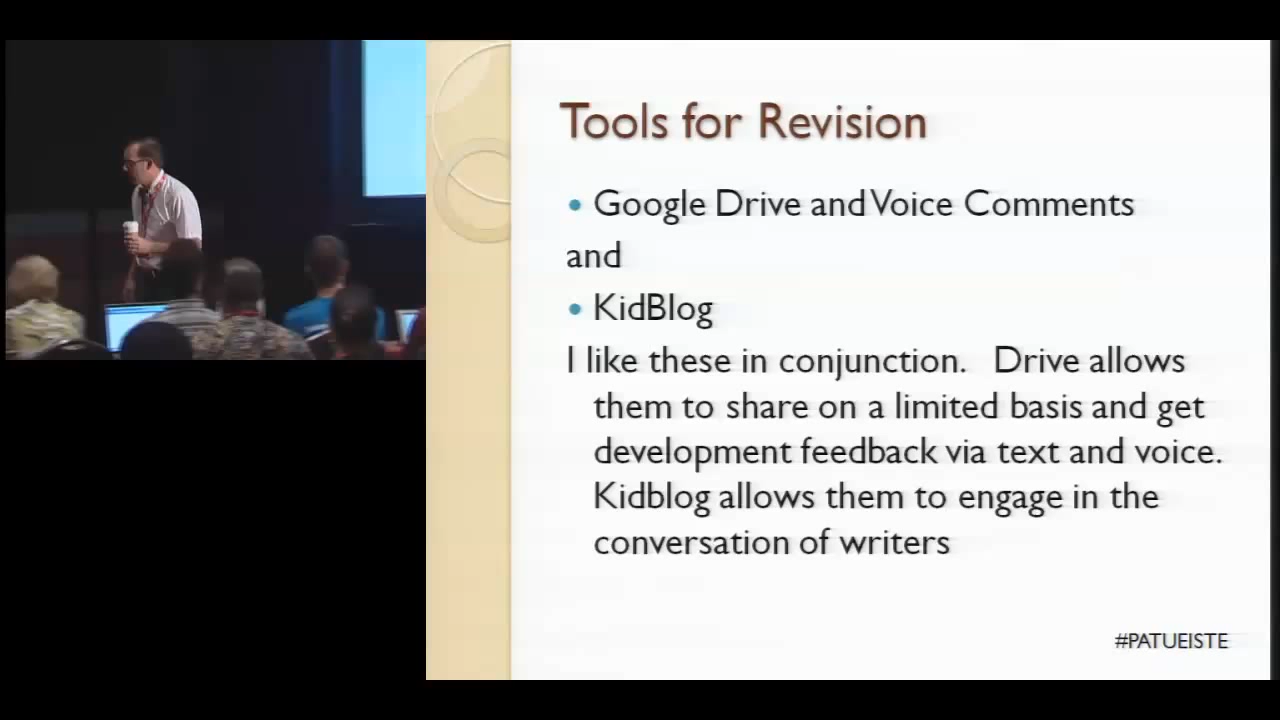 Tools for Revision
• Google Drive and Voice Comments
and
• KidBlog
I like these in conjunction. Drive allows
them to share on a limited basis and get
development feedback via text and voice.
Kidblog allows them to engage in the
conversation of writers
#PATUEISTE